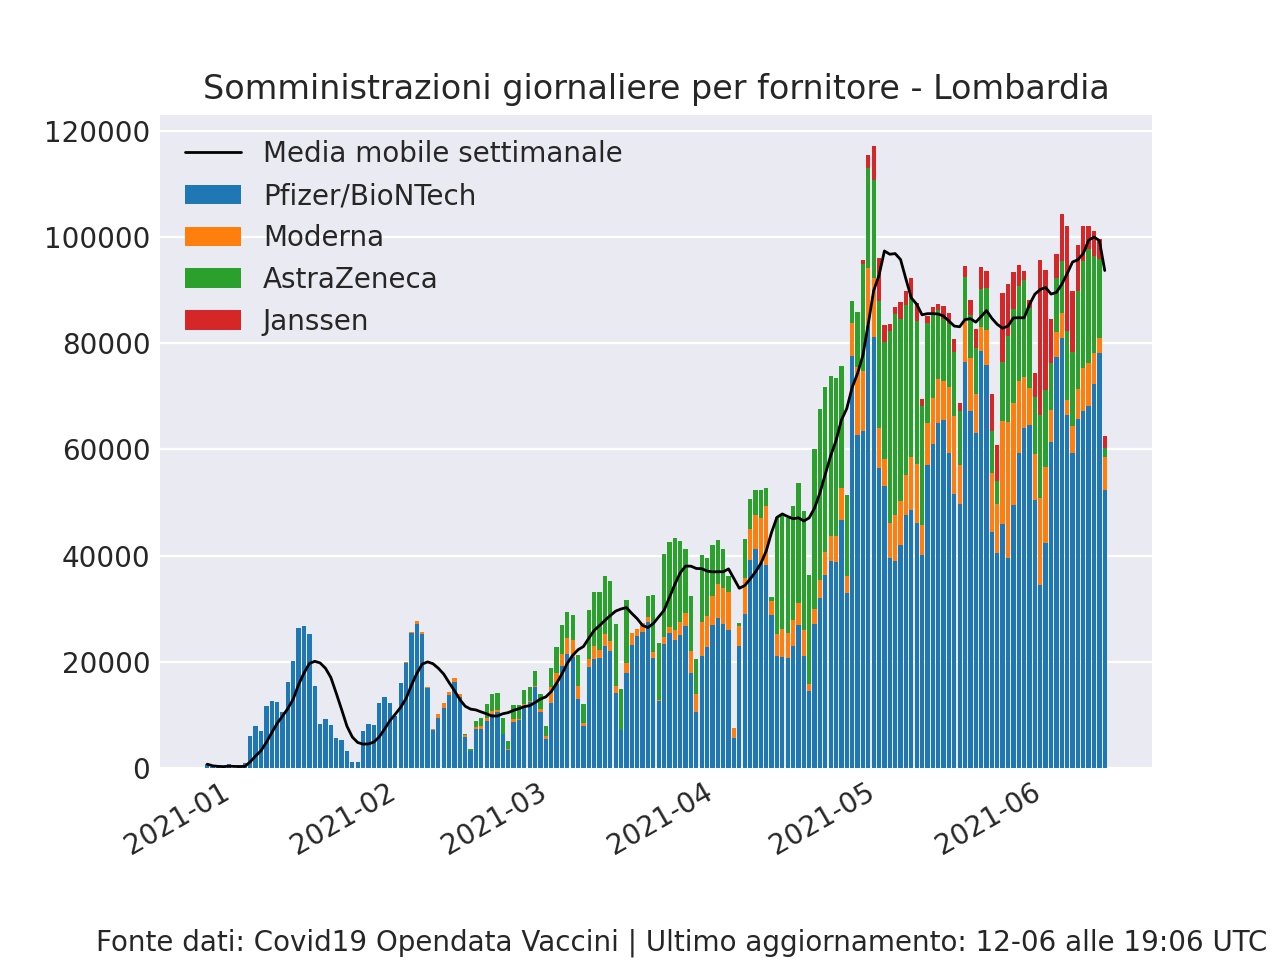 Somministrazioni giornaliere per fornitore - Lombardia
120000
100000
80000
60000
40000
20000
0
Media mobile settimanale
Pfizer/BioNTech
Moderna
AstraZeneca
Janssen
2021-01
2021-02
2021-03
2021-04
2021-05
2021-06
Fonte dati: Covid19 Opendata Vaccini | Ultimo aggiornamento: 12-06 alle 19:06 UTC